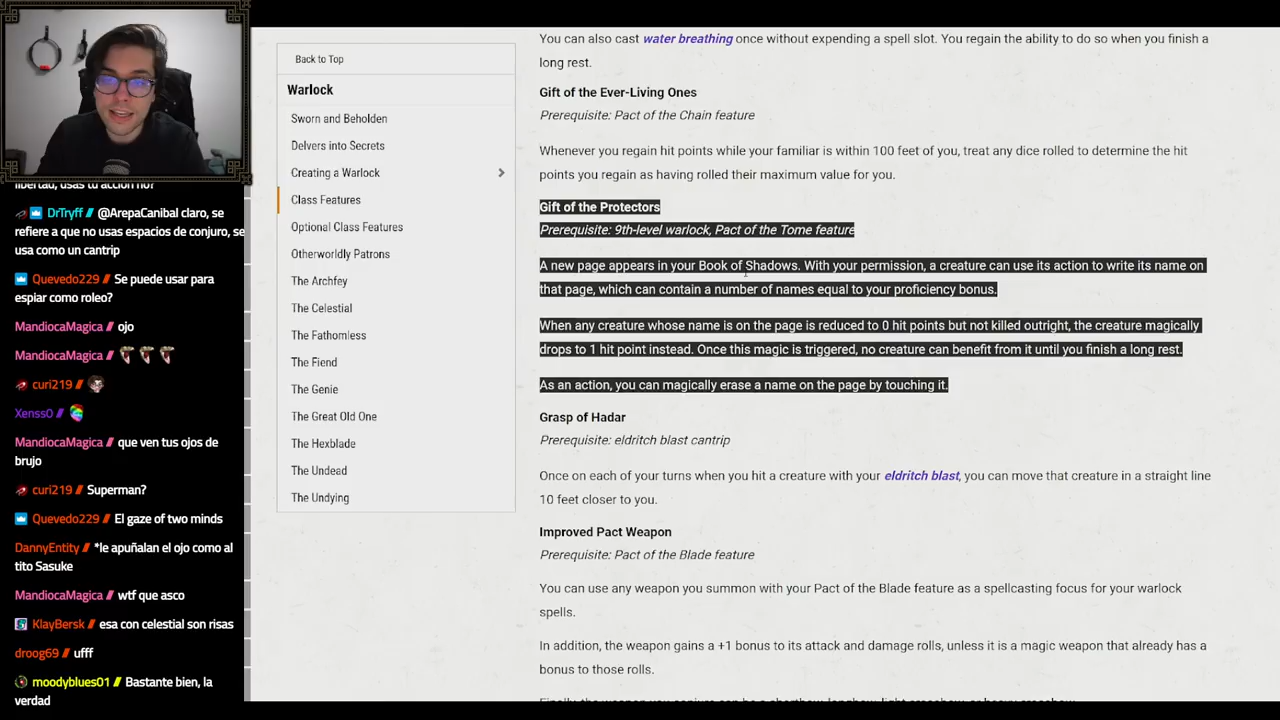 libertad, usas tu acción no?
DrTryff // @ArepaCanibal claro, se
refiere a que no usas espacios de conjuro, se
usa como un cantrip
Quevedo229 // Se puede usar para
espiar como roleo?
MandiocaMagica // ojo
MandiocaMagica //
curi219 //
Xenss0 //
MandiocaMagica // que ven tus ojos de
brujo
curi219 // Superman?
Quevedo229 // El gaze of two minds
DannyEntity // *le apuñalan el ojo como al
tito Sasuke
MandiocaMagica // wtf que asco
KlayBersk // esa con celestial son risas
droog69 // ufff
moodyblues01 // Bastante bien, la
verdad
Back to Top
Warlock
Sworn and Beholden
Delvers into Secrets
Creating a Warlock
Class Features
Optional Class Features
Otherworldly Patrons
The Archfey
The Celestial
The Fathomless
The Fiend
The Genie
The Great Old One
The Hexblade
The Undead
The Undying
You can also cast water breathing once without expending a spell slot. You regain the ability to do so when you finish a
long rest.
Gift of the Ever-Living Ones
Prerequisite: Pact of the Chain feature
Whenever you regain hit points while your familiar is within 100 feet of you, treat any dice rolled to determine the hit
points you regain as having rolled their maximum value for you.
Gift of the Protectors
Prerequisite: 9th-level warlock, Pact of the Tome feature
A new page appears in your Book of Shadows. With your permission, a creature can use its action to write its name on
that page, which can contain a number of names equal to your proficiency bonus.
When any creature whose name is on the page is reduced to 0 hit points but not killed outright, the creature magically
drops to 1 hit point instead. Once this magic is triggered, no creature can benefit from it until you finish a long rest.
As an action, you can magically erase a name on the page by touching it.
Grasp of Hadar
Prerequisite: eldritch blast cantrip
Once on each of your turns when you hit a creature with your eldritch blast, you can move that creature in a straight line
10 feet closer to you.
Improved Pact Weapon
Prerequisite: Pact of the Blade feature
You can use any weapon you summon with your Pact of the Blade feature as a spellcasting focus for your warlock
spells.
In addition, the weapon gains a +1 bonus to its attack and damage rolls, unless it is a magic weapon that already has a
bonus to those rolls.